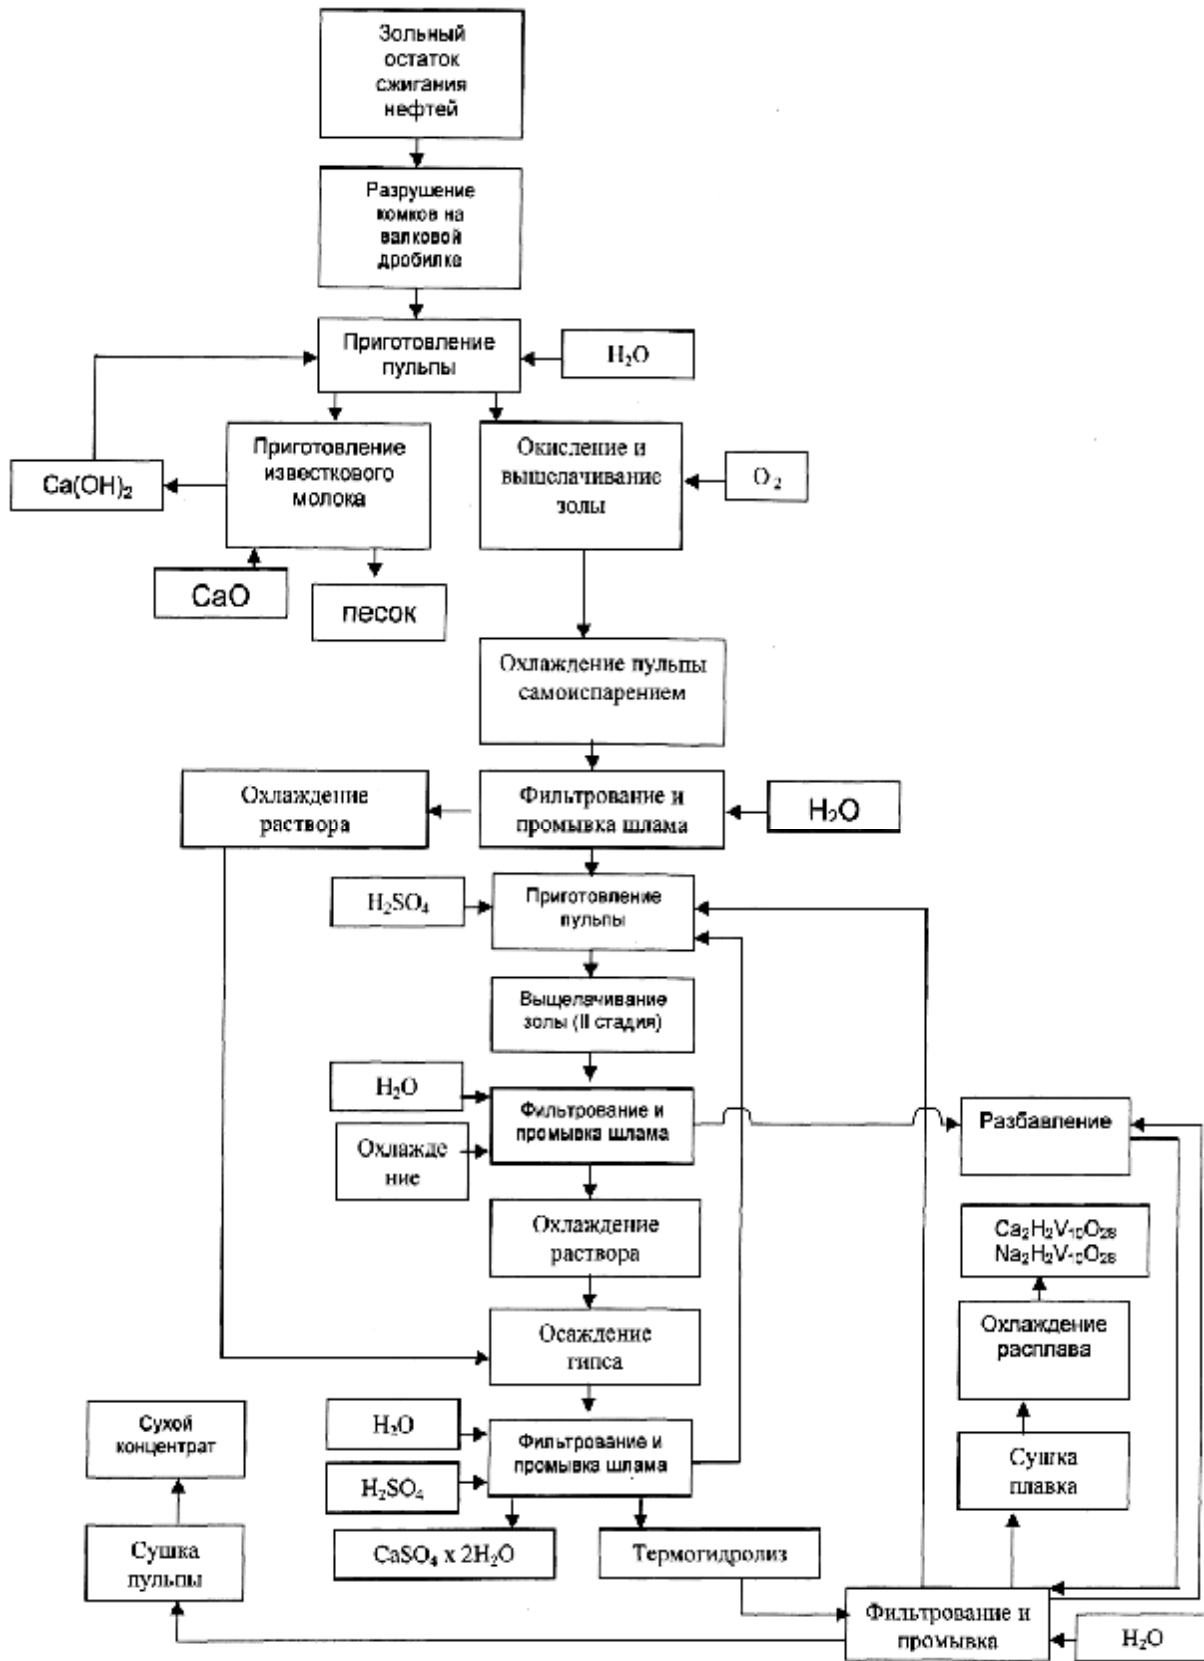 Зольный
остаток
сжигания
нефтей
Разрушение
комков на
валковой
дробилке
Приготовление
пульпы
H₂O
Приготовление
известкового
молока
Окисление и
выщелачивание
золы
O₂
Ca(OH)₂
CaO
песок
Охлаждение пульпы
самоиспарением
Охлаждение
раствора
Фильтрование и
промывка шлама
H₂O
H₂SO₄
Приготовление
пульпы
Выщелачивание
золы (II стадия)
H₂O
Фильтрование и
промывка шлама
Разбавление
Охлажде
ние
Охлаждение
раствора
Ca₂H₂V₁₀O₂₈
Na₂H₂V₁₀O₂₈
Осаждение
гипса
Охлаждение
расплава
Сухой
концентрат
H₂O
Фильтрование и
промывка шлама
H₂SO₄
Сушка
плавка
Сушка
пульпы
CaSO₄ x 2H₂O
Термогидролиз
Фильтрование и
промывка
H₂O